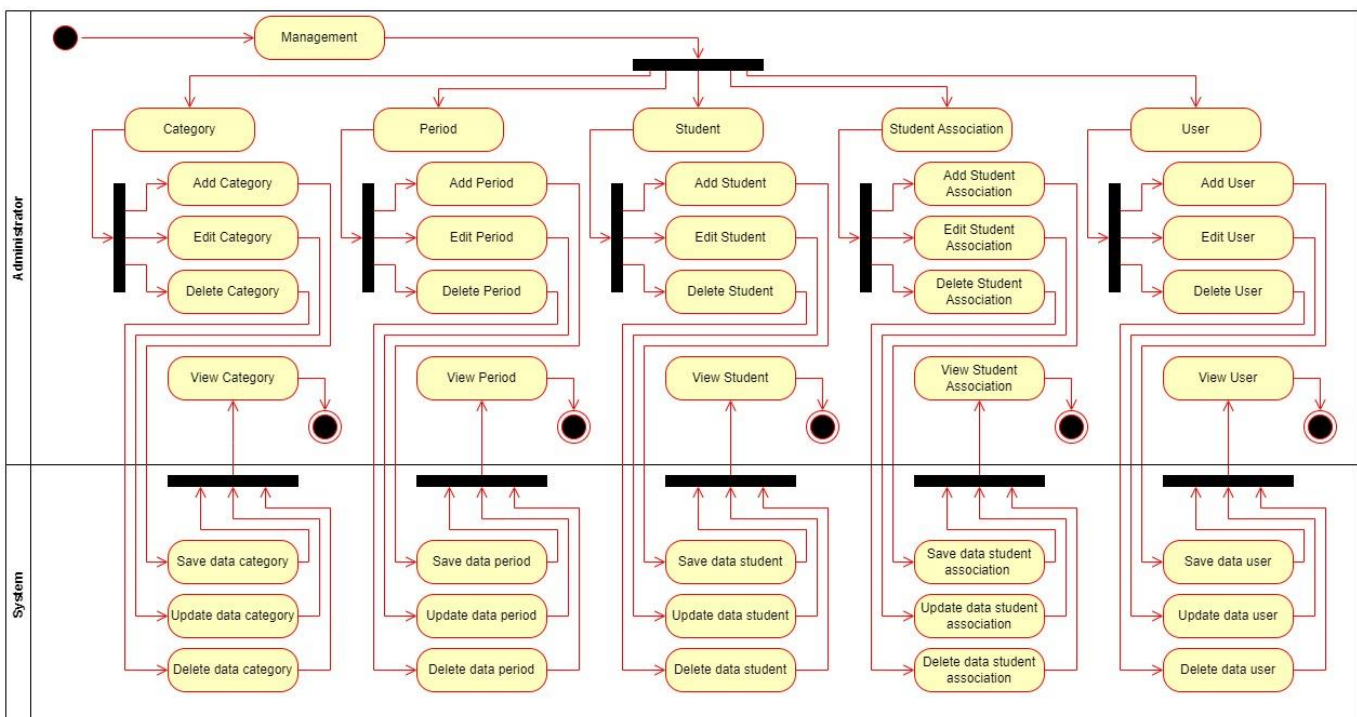 Management
Administrator
Category
Period
Student
Student Association
User
Add Category
Add Period
Add Student
Add Student
Association
Add User
Edit Category
Edit Period
Edit Student
Edit Student
Association
Edit User
Delete Category
Delete Period
Delete Student
Delete Student
Association
Delete User
View Category
View Period
View Student
View Student
Association
View User
System
Save data category
Save data period
Save data student
Save data student
association
Save data user
Update data category
Update data period
Update data student
Update data student
association
Update data user
Delete data category
Delete data period
Delete data student
Delete data student
association
Delete data user